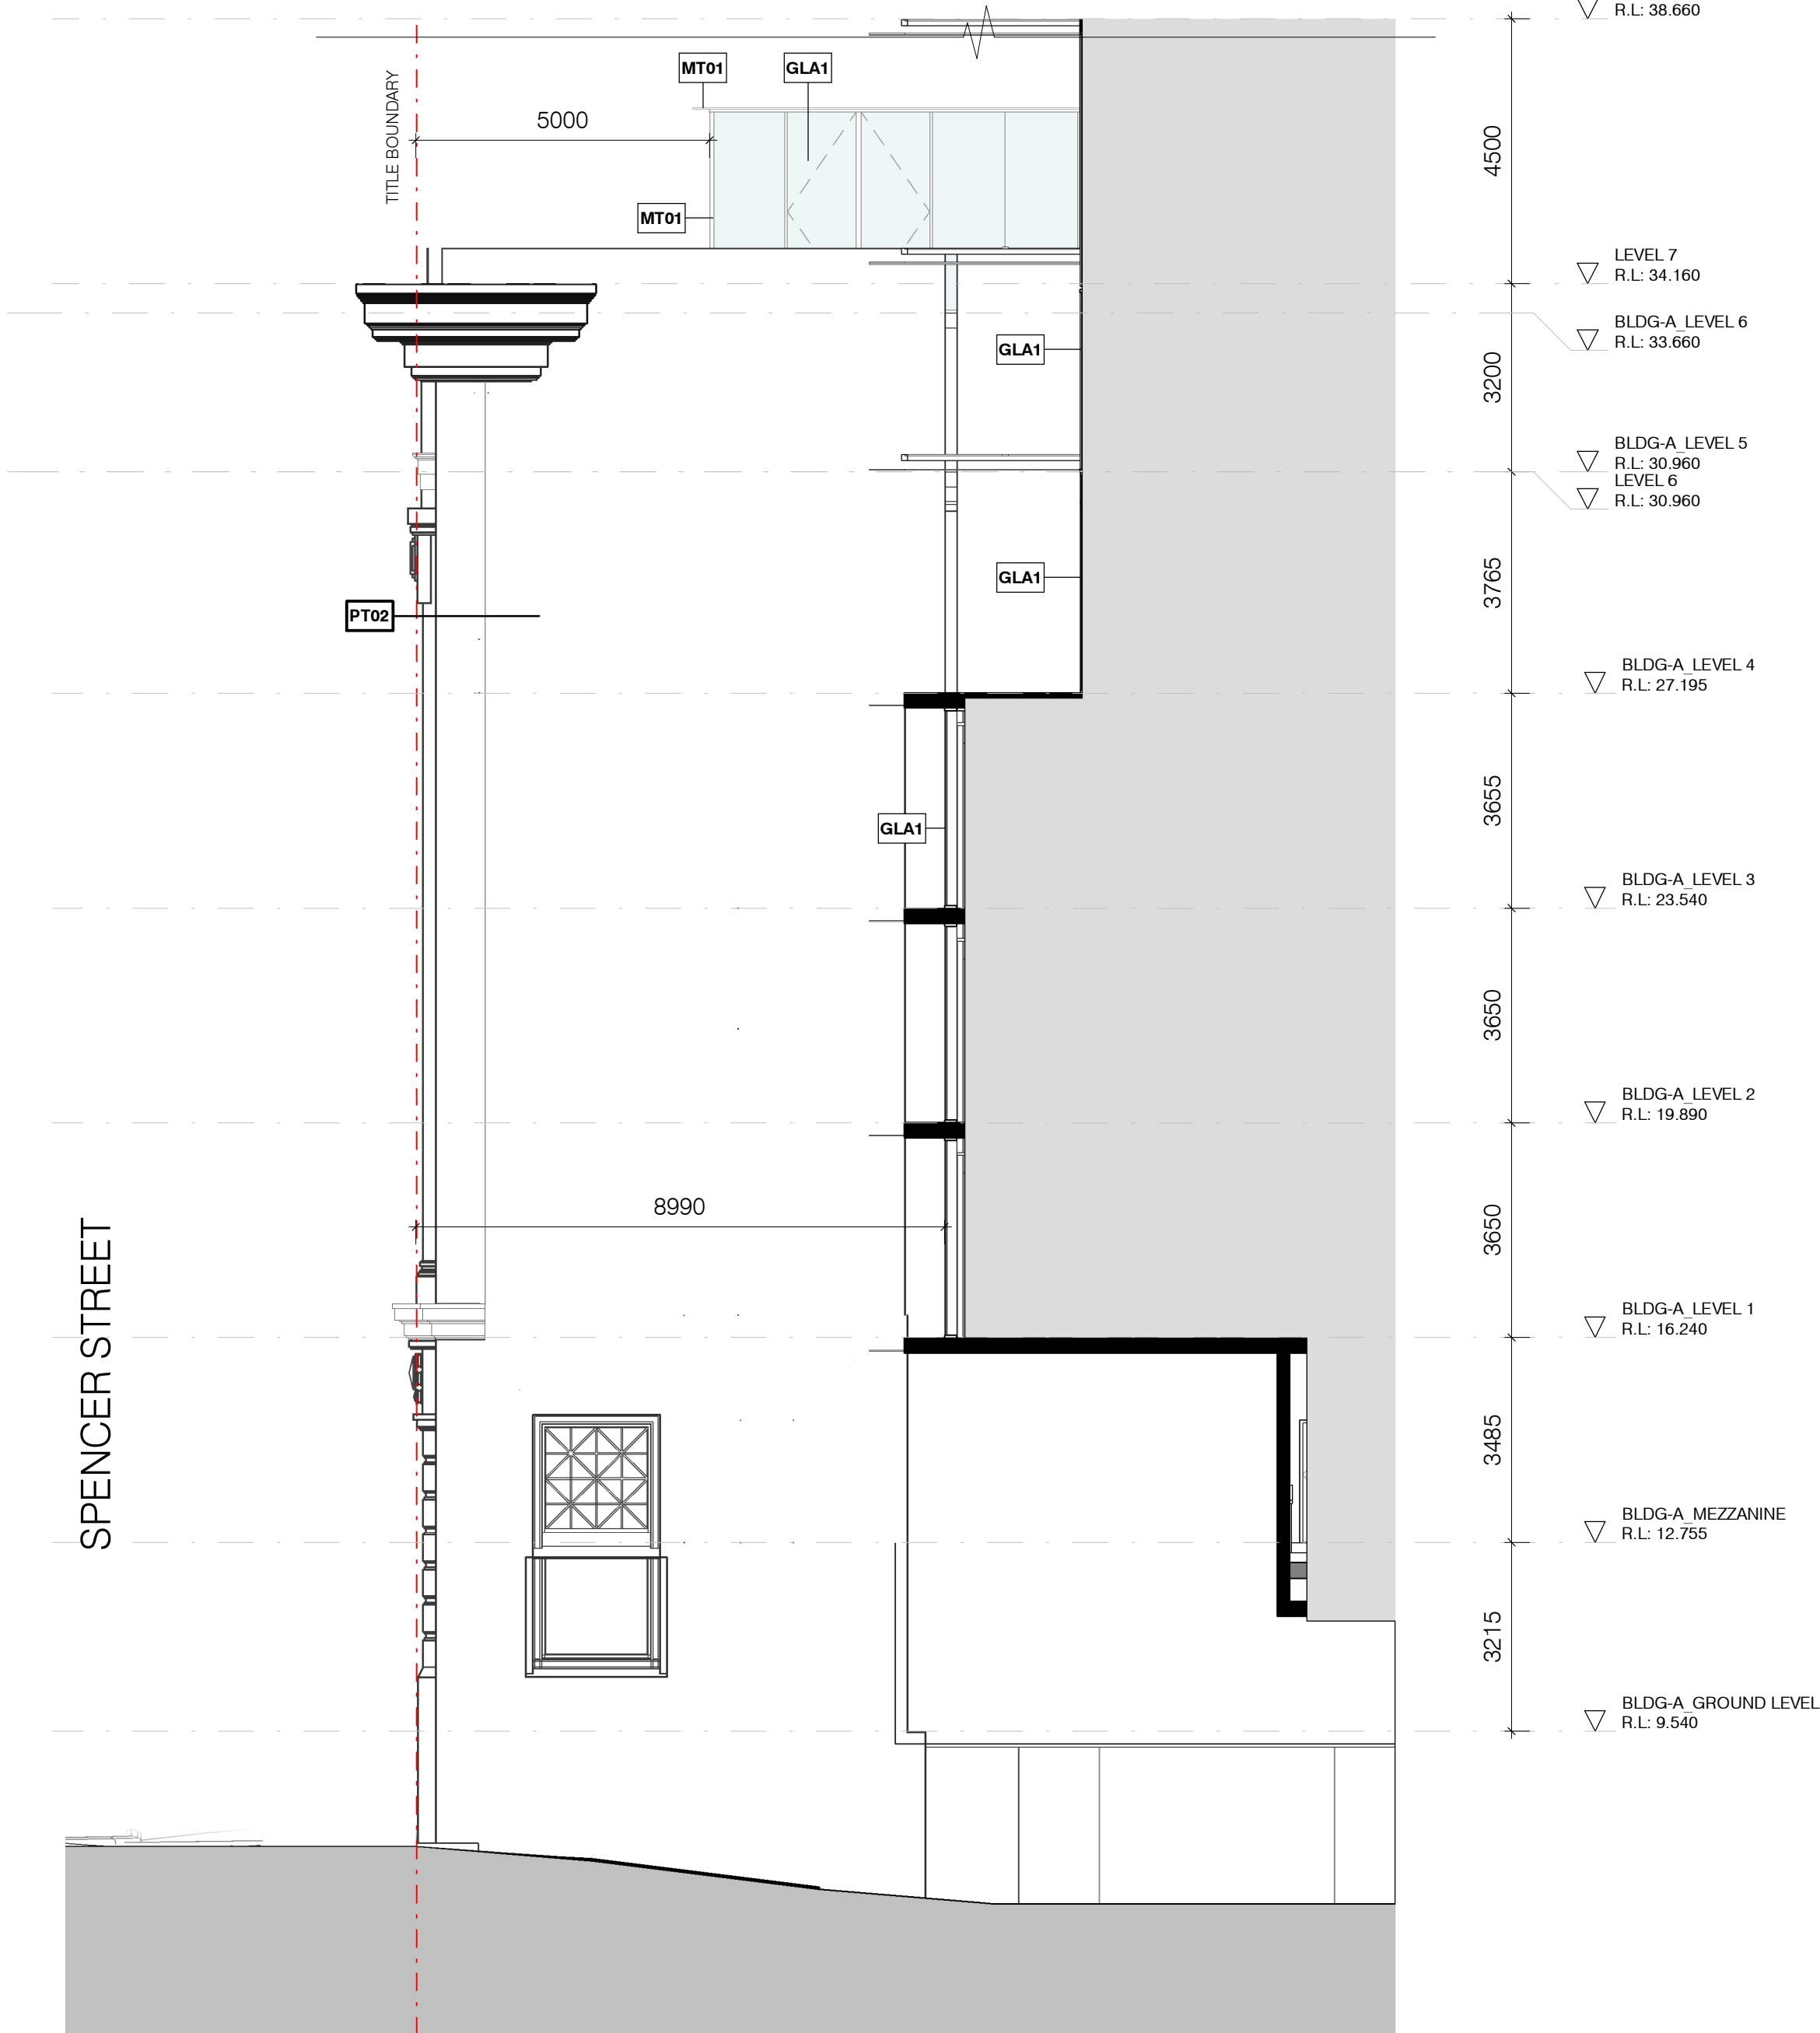 R.L: 38.660
MT01
GLA1
TITLE BOUNDARY
5000
4500
MT01
LEVEL 7
R.L: 34.160
BLDG-A_LEVEL 6
R.L: 33.660
GLA1
3200
BLDG-A_LEVEL 5
R.L: 30.960
LEVEL 6
R.L: 30.960
GLA1
3765
PT02
BLDG-A_LEVEL 4
R.L: 27.195
3655
GLA1
BLDG-A_LEVEL 3
R.L: 23.540
3650
BLDG-A_LEVEL 2
R.L: 19.890
8990
3650
SPENCER STREET
BLDG-A_LEVEL 1
R.L: 16.240
3485
BLDG-A_MEZZANINE
R.L: 12.755
3215
BLDG-A_GROUND LEVEL
R.L: 9.540